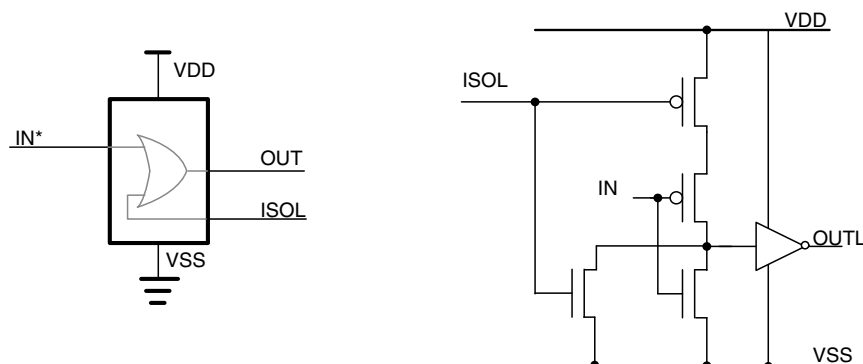 VDD
IN*
OUT
ISOL
VSS
VDD
ISOL
IN
OUTL
VSS